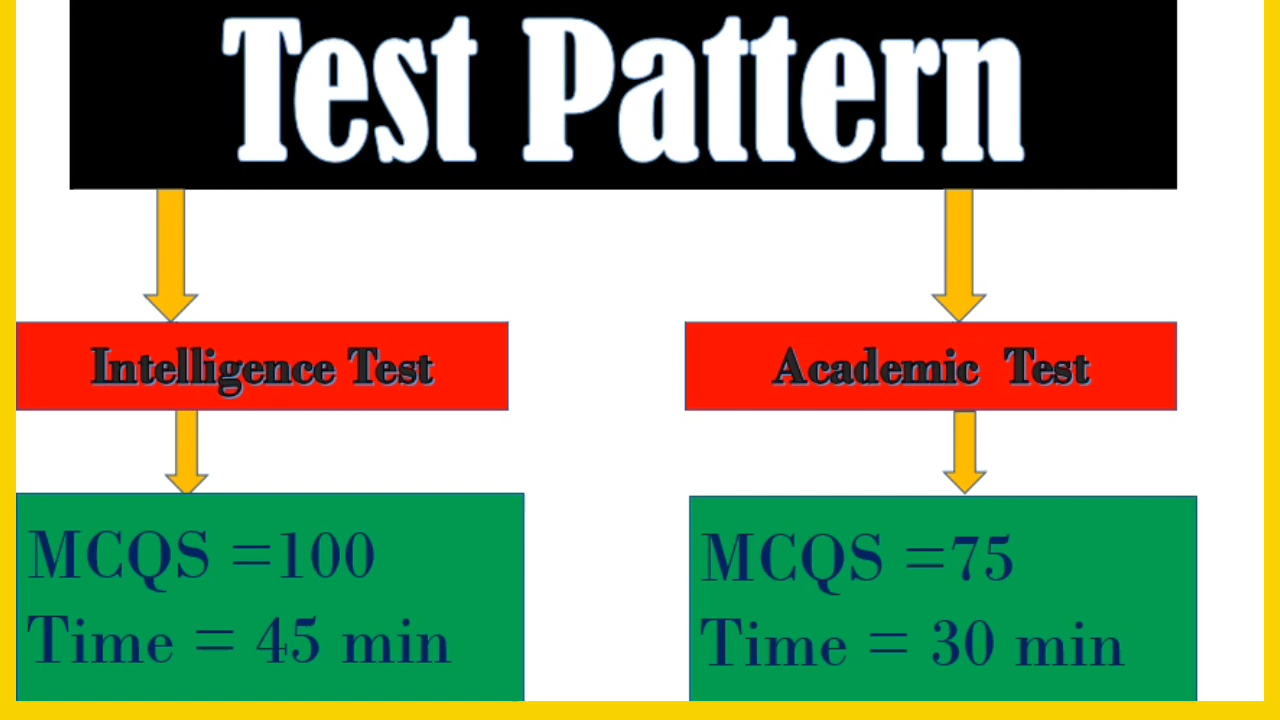 Test Pattern
Intelligence Test
Academic Test
MCQS =100
Time = 45 min
MCQS =75
Time = 30 min